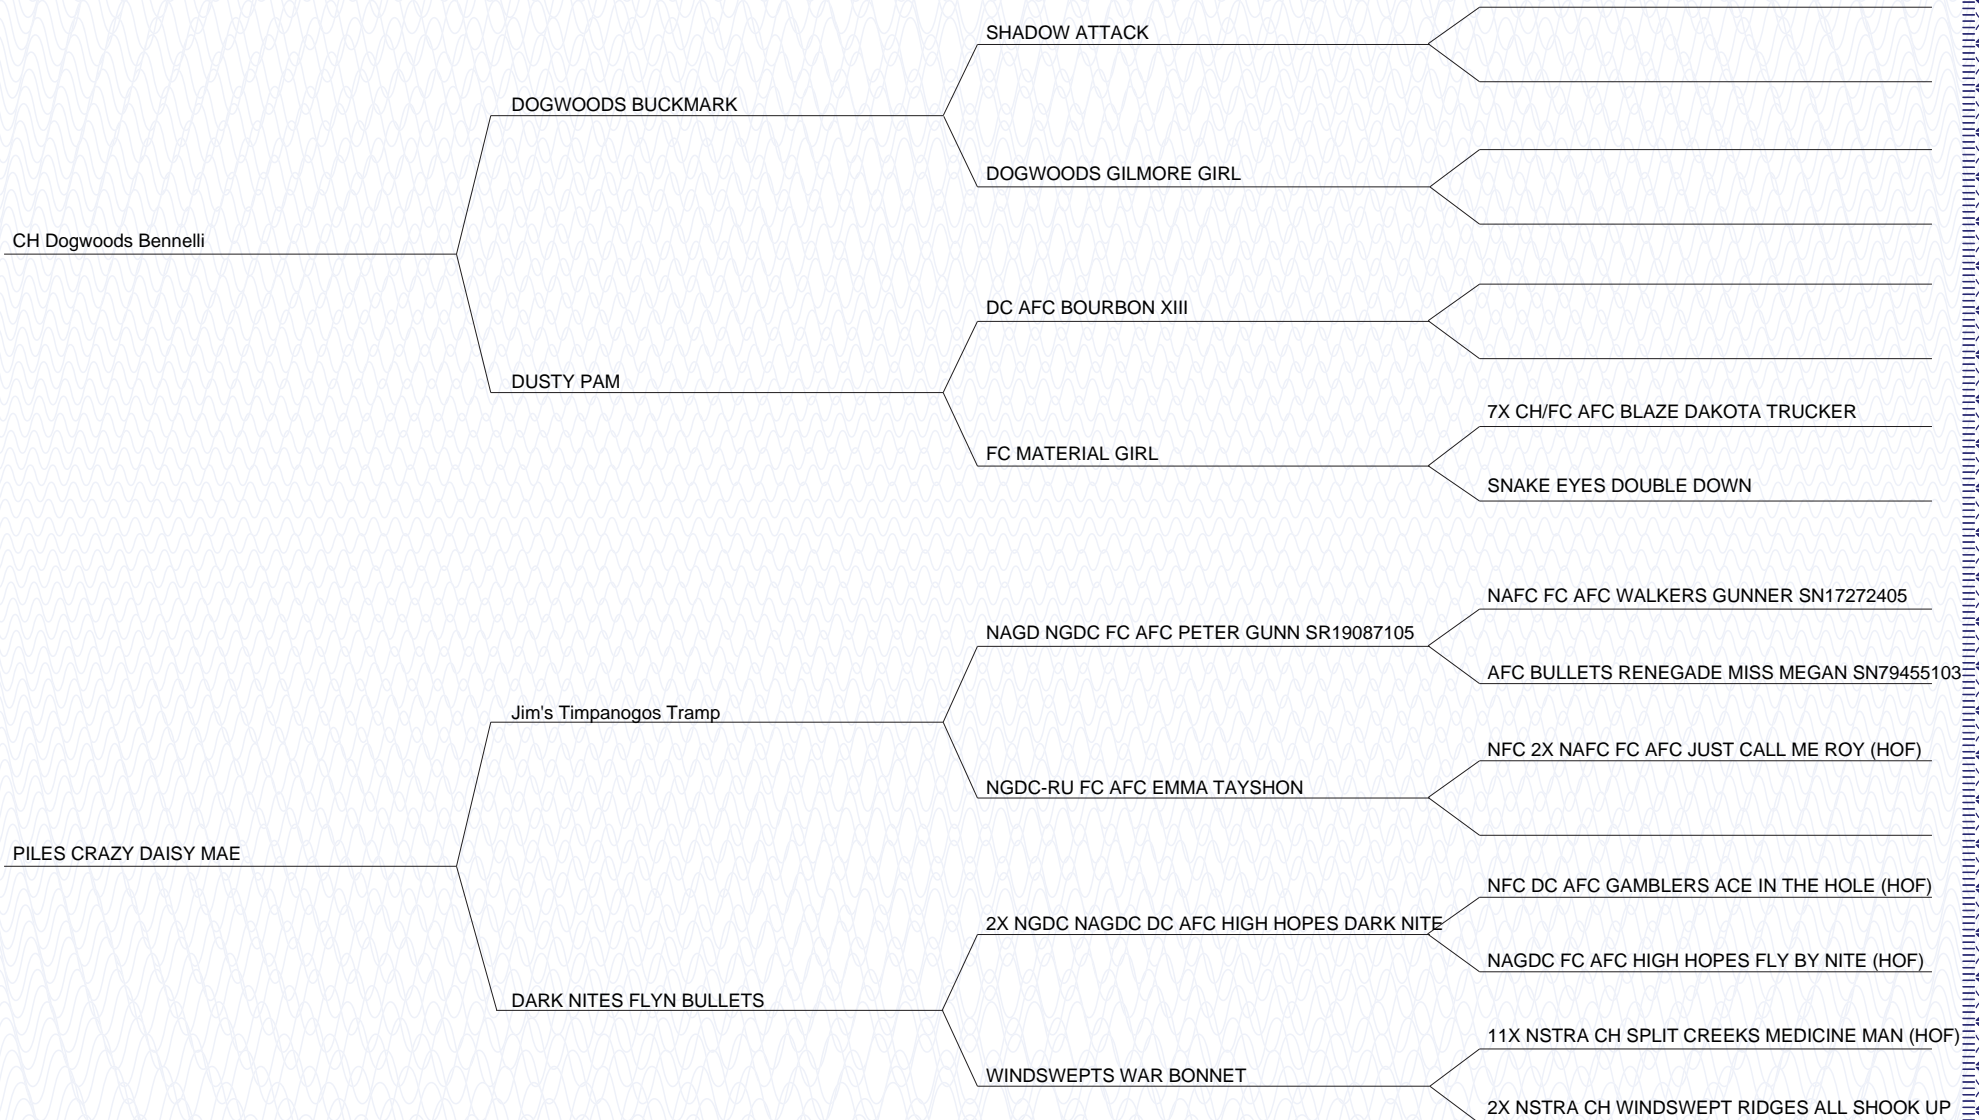 SHADOW ATTACK
DOGWOODS BUCKMARK
DOGWOODS GILMORE GIRL
CH Dogwoods Bennelli
DC AFC BOURBON XIII
DUSTY PAM
7X CH/FC AFC BLAZE DAKOTA TRUCKER
FC MATERIAL GIRL
SNAKE EYES DOUBLE DOWN
NAFC FC AFC WALKERS GUNNER SN17272405
NAGD NGDC FC AFC PETER GUNN SR19087105
AFC BULLETS RENEGADE MISS MEGAN SN79455103
Jim's Timpanogos Tramp
NFC 2X NAFC FC AFC JUST CALL ME ROY (HOF)
NGDC-RU FC AFC EMMA TAYSHON
PILES CRAZY DAISY MAE
NFC DC AFC GAMBLERS ACE IN THE HOLE (HOF)
2X NGDC NAGDC DC AFC HIGH HOPES DARK NITE
NAGDC FC AFC HIGH HOPES FLY BY NITE (HOF)
DARK NITES FLYN BULLETS
11X NSTRA CH SPLIT CREEKS MEDICINE MAN (HOF)
WINDSWEPTS WAR BONNET
2X NSTRA CH WINDSWEPT RIDGES ALL SHOOK UP